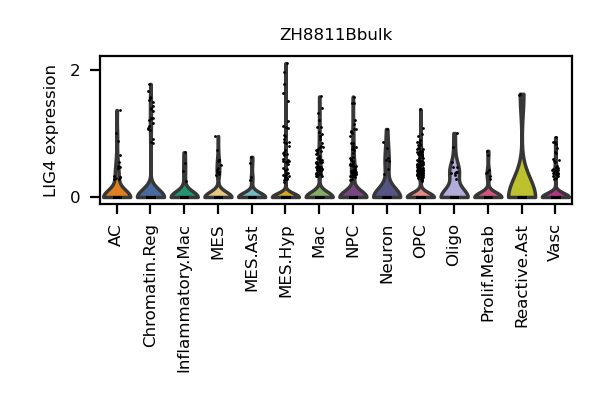 ZH8811Bbulk
LIG4 expression
2
0
AC
Chromatin.Reg
Inflammatory.Mac
MES
MES.Ast
MES.Hyp
Mac
NPC
Neuron
OPC
Oligo
Prolif.Metab
Reactive.Ast
Vasc